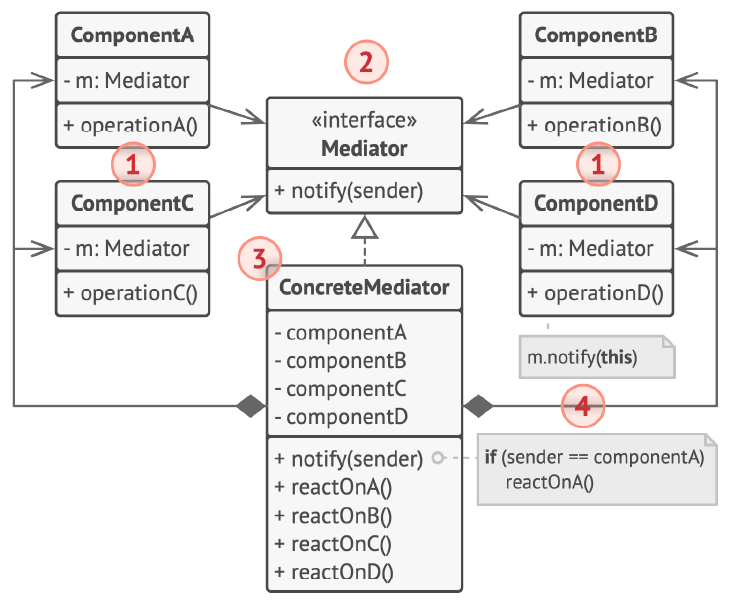 ComponentA
- m: Mediator
+ operationA()
1
ComponentC
- m: Mediator
+ operationC()
2
«interface»
Mediator
+ notify(sender)
ComponentB
- m: Mediator
+ operationB()
1
ComponentD
- m: Mediator
+ operationD()
m.notify(this)
3
ConcreteMediator
- componentA
- componentB
- componentC
- componentD
+ notify(sender)
+ reactOnA()
+ reactOnB()
+ reactOnC()
+ reactOnD()
4
if (sender == componentA)
reactOnA()